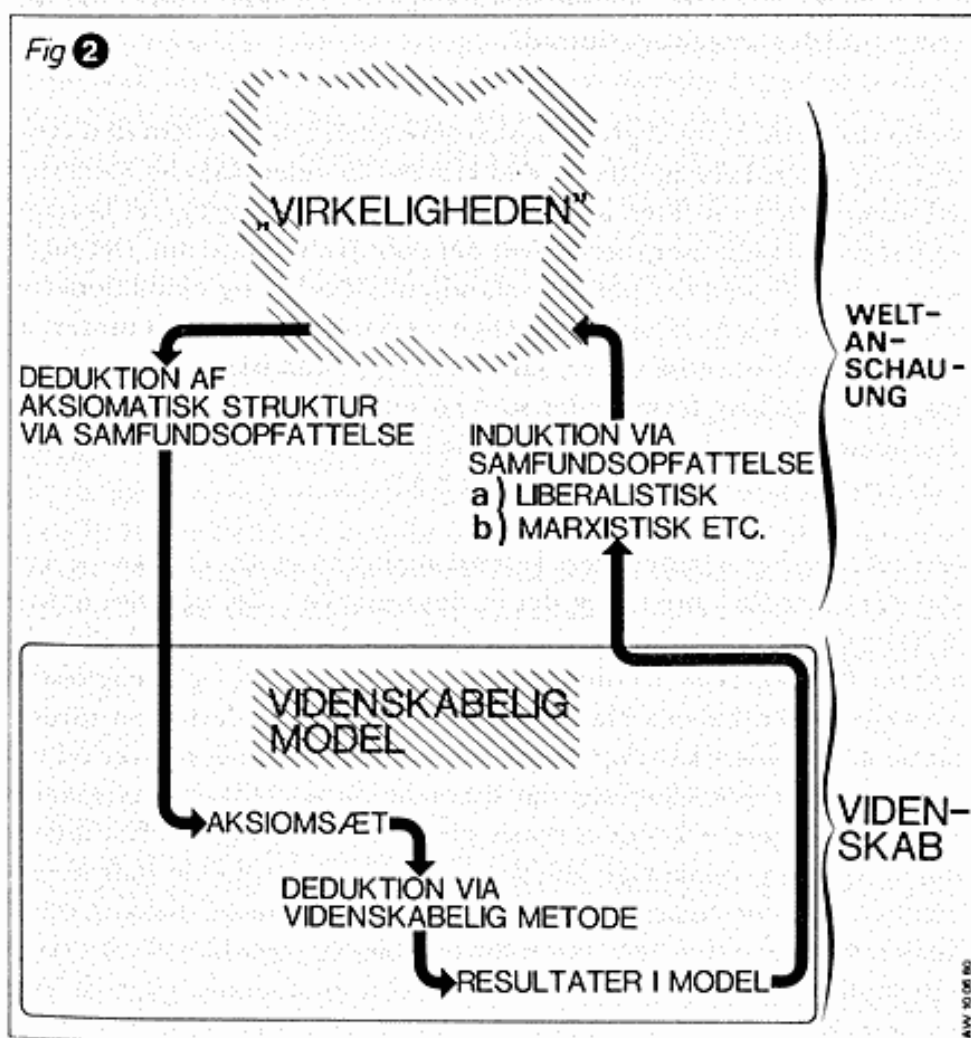 Fig 2
„VIRKELIGHEDEN”
DEDUKTION AF
AKSIOMATISK STRUKTUR
VIA SAMFUNDSOPFATTELSE
INDUKTION VIA
SAMFUNDSOPFATTELSE
a) LIBERALISTISK
b) MARXISTISK ETC.
WELT-
AN-
SCHAU-
UNG
VIDENSKABELIG
MODEL
AKSIOMSÆT
DEDUKTION VIA
VIDENSKABELIG METODE
RESULTATER I MODEL
VIDEN-
SKAB